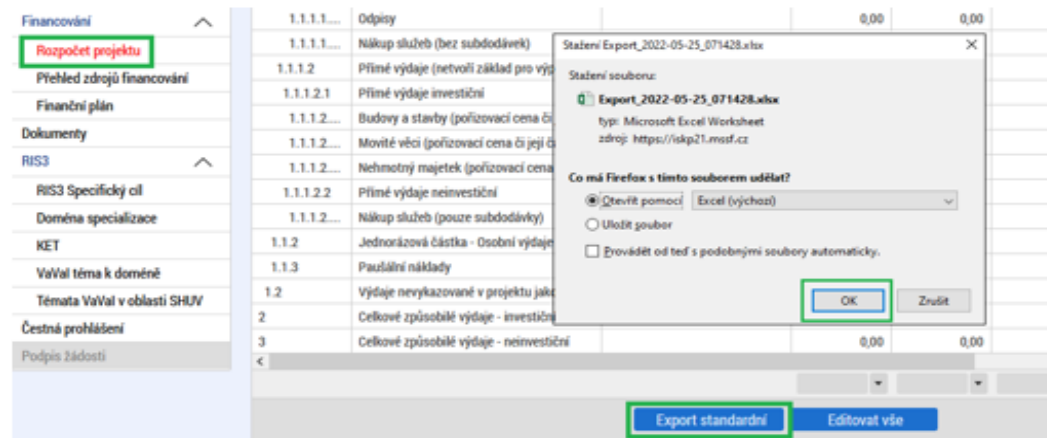 Financování
Rozpočet projektu
Přehled zdrojů financování
Finanční plán
Dokumenty
RIS3
RIS3 Specifický cíl
Doména specializace
KET
VaVaI téma k doméně
Témata VaVaI v oblasti SHUV
Čestná prohlášení
Podpis žádosti
1.1.1.1.... Odpisy 0,00 0,00
1.1.1.... Nákup služeb (bez subdodávek)
1.1.1.2 Přímé výdaje (netvoří základ pro výp
1.1.1.2.1 Přímé výdaje investiční
1.1.1.2.... Budovy a stavby (pořizovací cena či
1.1.1.2.... Movité věci (pořizovací cena či její č
1.1.1.2.... Nehmotný majetek (pořizovací cena
1.1.1.2.2 Přímé výdaje neinvestiční
1.1.1.2.... Nákup služeb (pouze subdodávky)
1.1.2 Jednorázová částka - Osobní výdaje
1.1.3 Paušální náklady
1.2 Výdaje nevykazované v projektu jako
2 Celkové způsobilé výdaje - investiční
3 Celkové způsobilé výdaje - neinvestiční 0,00 0,00
Stažení Export_2022-05-25_071428.xlsx
Stažení souboru:
Export_2022-05-25_071428.xlsx
typ: Microsoft Excel Worksheet
zdroj: https://iskp21.mssf.cz
Co má Firefox s tímto souborem udělat?
Otevřít pomocí Excel (výchozí)
Uložit soubor
Provádět od teď s podobnými soubory automaticky.
OK Zrušit
Export standardní Editovat vše